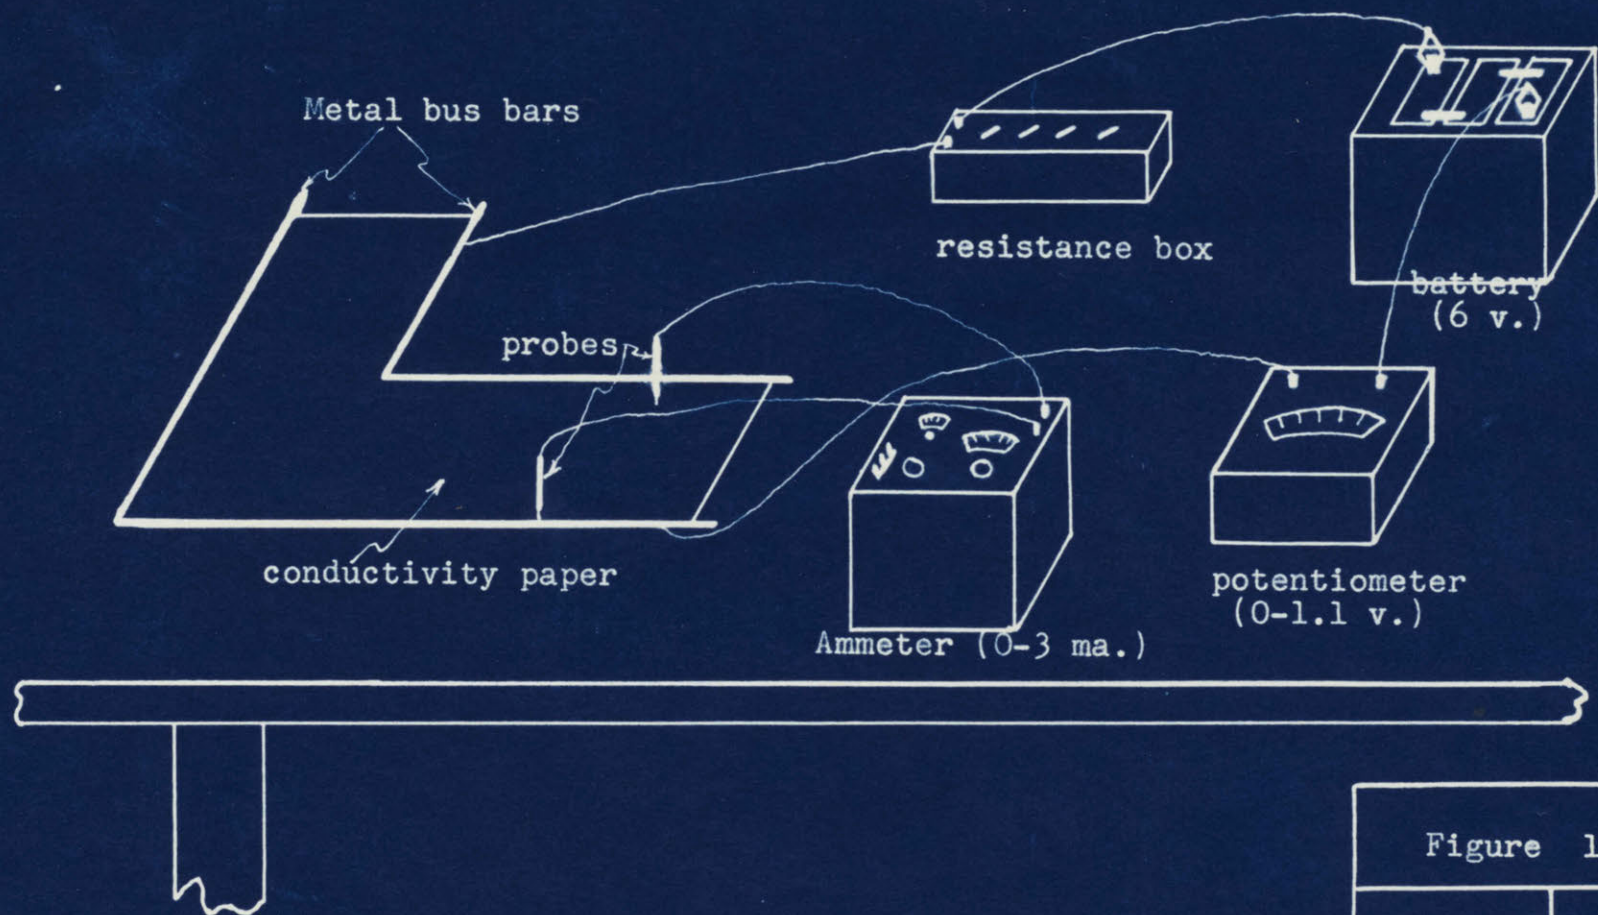 Metal bus bars
resistance box
battery
(6 v.)
probes
conductivity paper
potentiometer
(0-1.1 v.)
Ammeter (0-3 ma.)
Figure 1